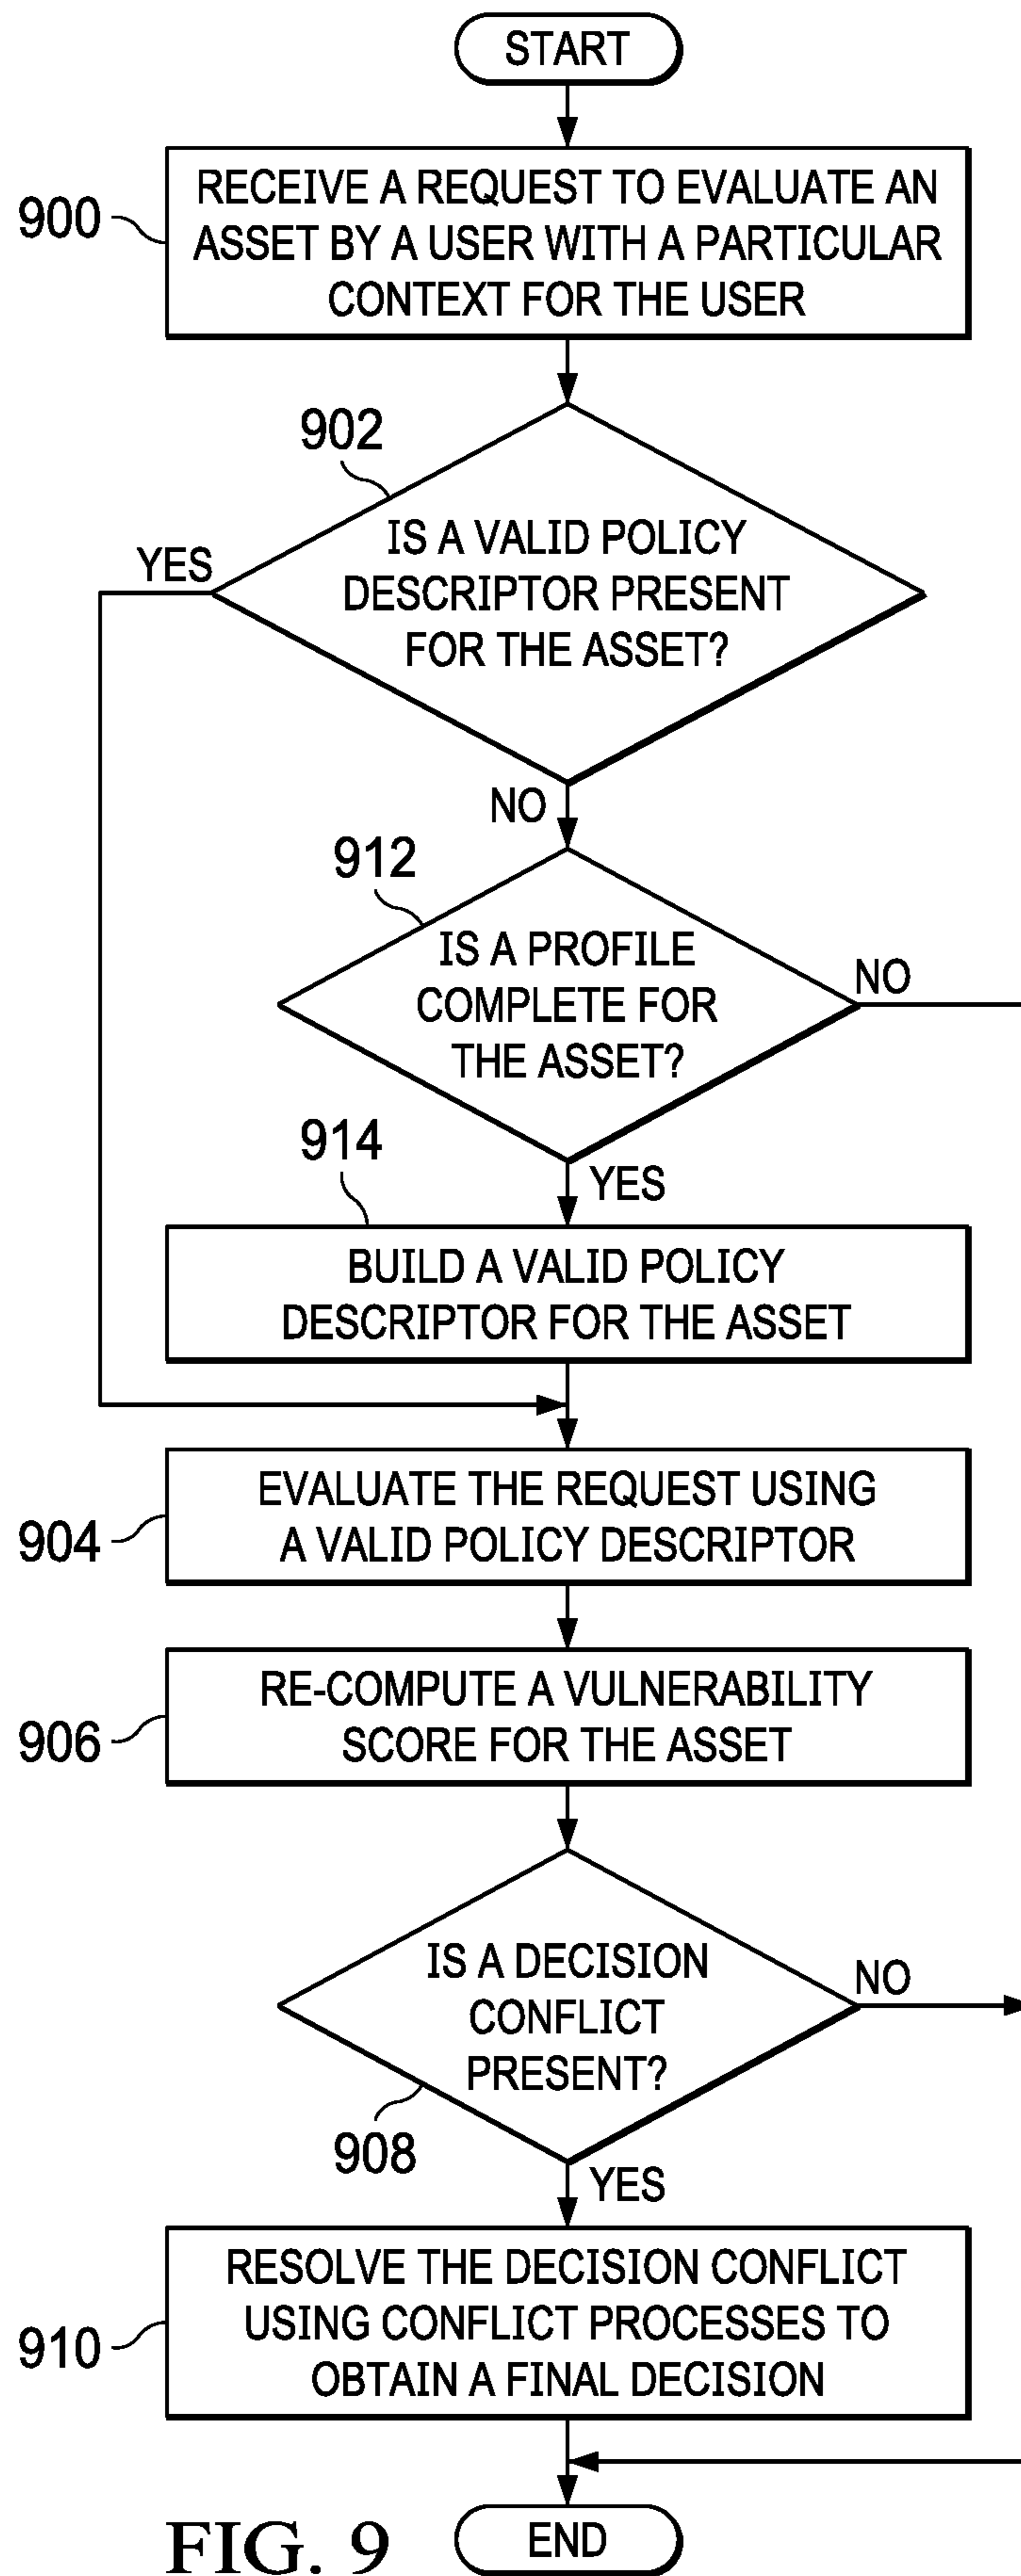 START
900
RECEIVE A REQUEST TO EVALUATE AN
ASSET BY A USER WITH A PARTICULAR
CONTEXT FOR THE USER
902
YES
IS A VALID POLICY
DESCRIPTOR PRESENT
FOR THE ASSET?
NO
912
IS A PROFILE
COMPLETE FOR
THE ASSET?
NO
914
YES
BUILD A VALID POLICY
DESCRIPTOR FOR THE ASSET
904
EVALUATE THE REQUEST USING
A VALID POLICY DESCRIPTOR
906
RE-COMPUTE A VULNERABILITY
SCORE FOR THE ASSET
IS A DECISION
CONFLICT
PRESENT?
NO
908
YES
910
RESOLVE THE DECISION CONFLICT
USING CONFLICT PROCESSES TO
OBTAIN A FINAL DECISION
FIG. 9
END